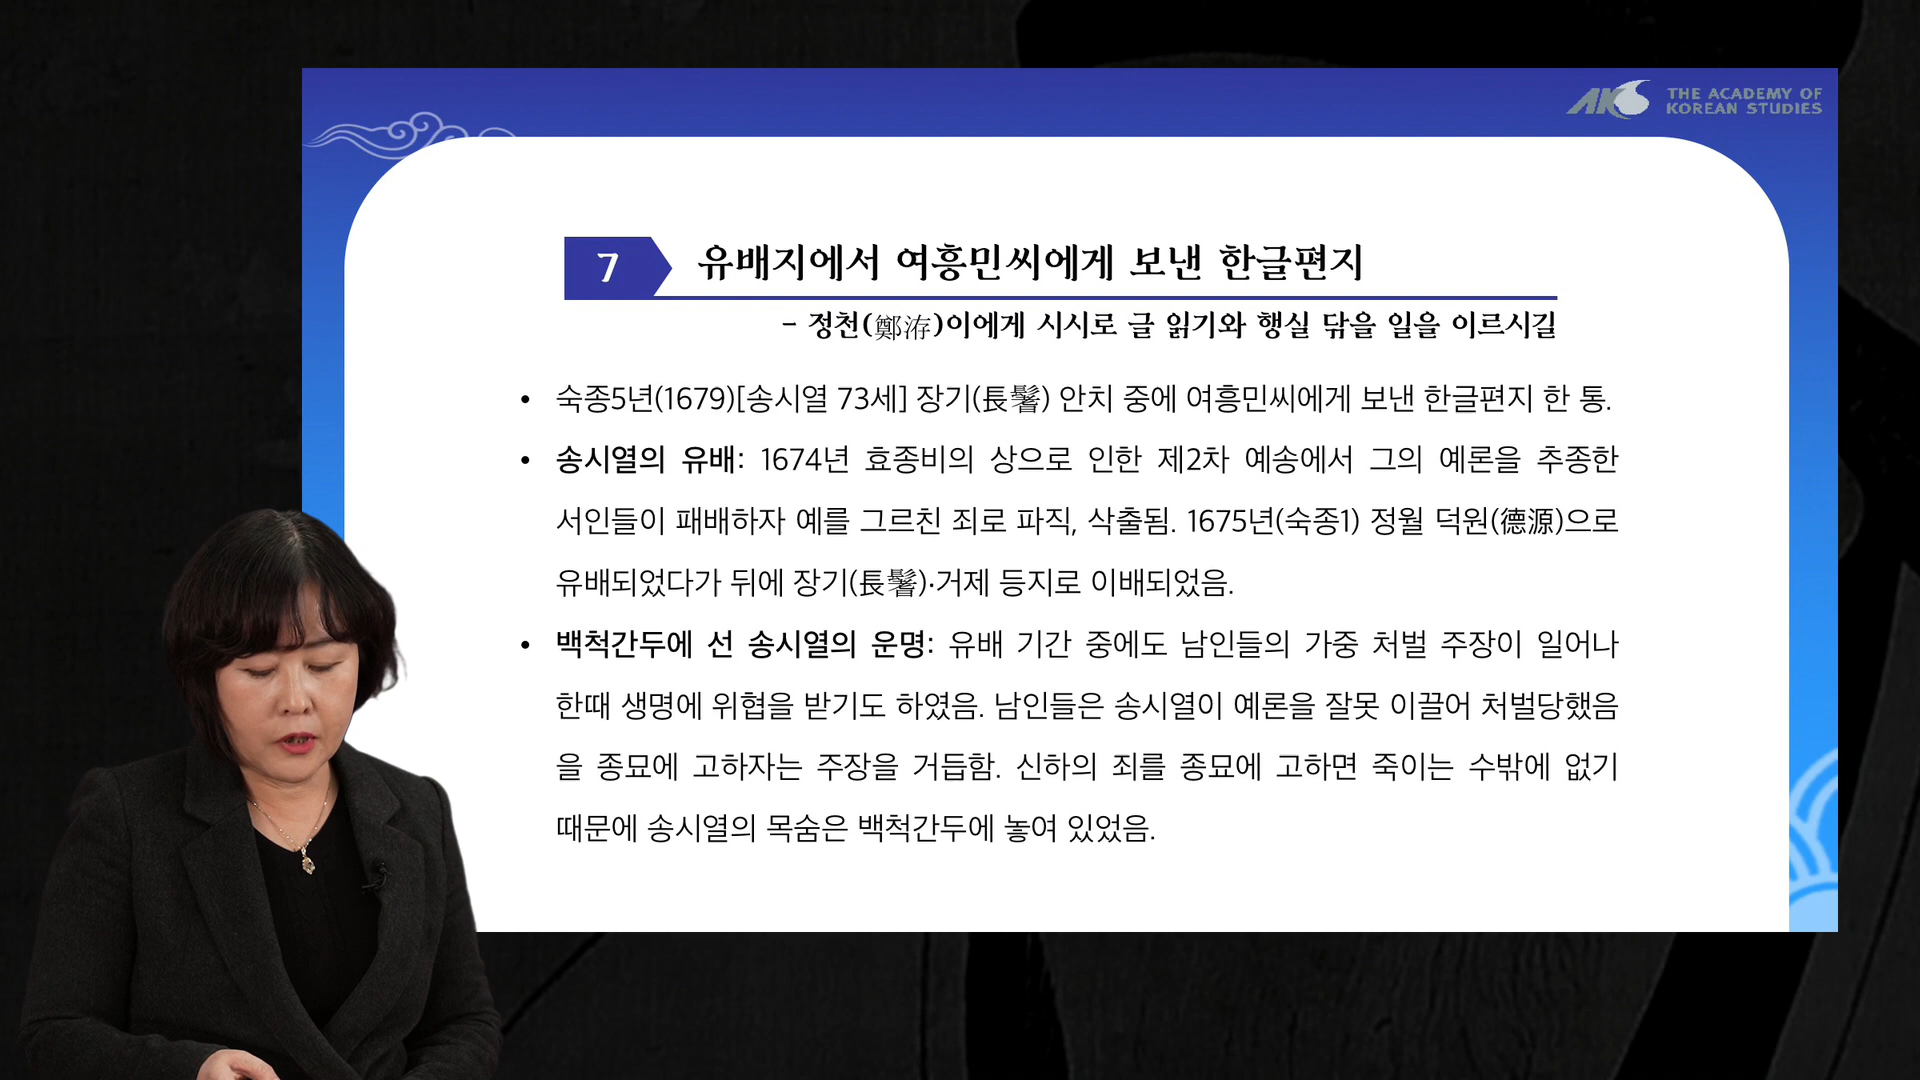 THE ACADEMY OF
KOREAN STUDIES
7 유배지에서 여흥민씨에게 보낸 한글편지
- 정천(鄭洊)이에게 시시로 글 읽기와 행실 닦을 일을 이르시길
• 숙종5년(1679)[송시열 73세] 장기(長鬐) 안치 중에 여흥민씨에게 보낸 한글편지 한 통.
• 송시열의 유배: 1674년 효종비의 상으로 인한 제2차 예송에서 그의 예론을 추종한
서인들이 패배하자 예를 그르친 죄로 파직, 삭출됨. 1675년(숙종1) 정월 덕원(德源)으로
유배되었다가 뒤에 장기(長鬐)·거제 등지로 이배되었음.
• 백척간두에 선 송시열의 운명: 유배 기간 중에도 남인들의 가중 처벌 주장이 일어나
한때 생명에 위협을 받기도 하였음. 남인들은 송시열이 예론을 잘못 이끌어 처벌당했음
을 종묘에 고하자는 주장을 거듭함. 신하의 죄를 종묘에 고하면 죽이는 수밖에 없기
때문에 송시열의 목숨은 백척간두에 놓여 있었음.